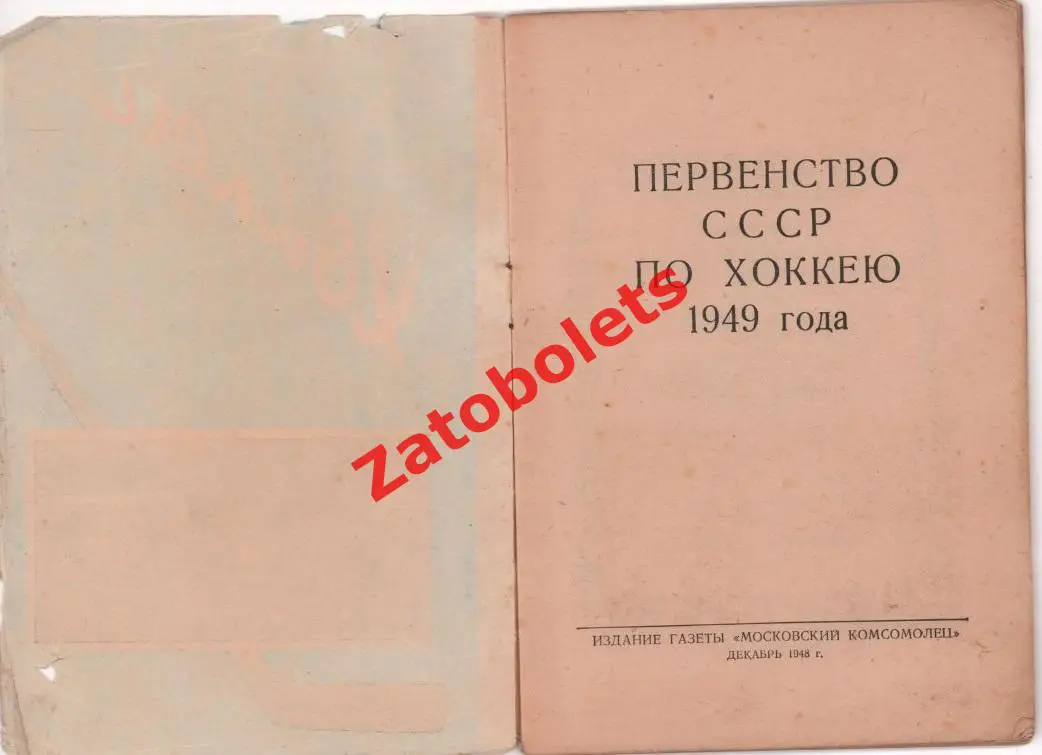 ПЕРВЕНСТВО
СССР
ПО ХОККЕЮ
1949 года
Zatobolets
ИЗДАНИЕ ГАЗЕТЫ «МОСКОВСКИЙ КОМСОМОЛЕЦ»
ДЕКАБРЬ 1948 г.